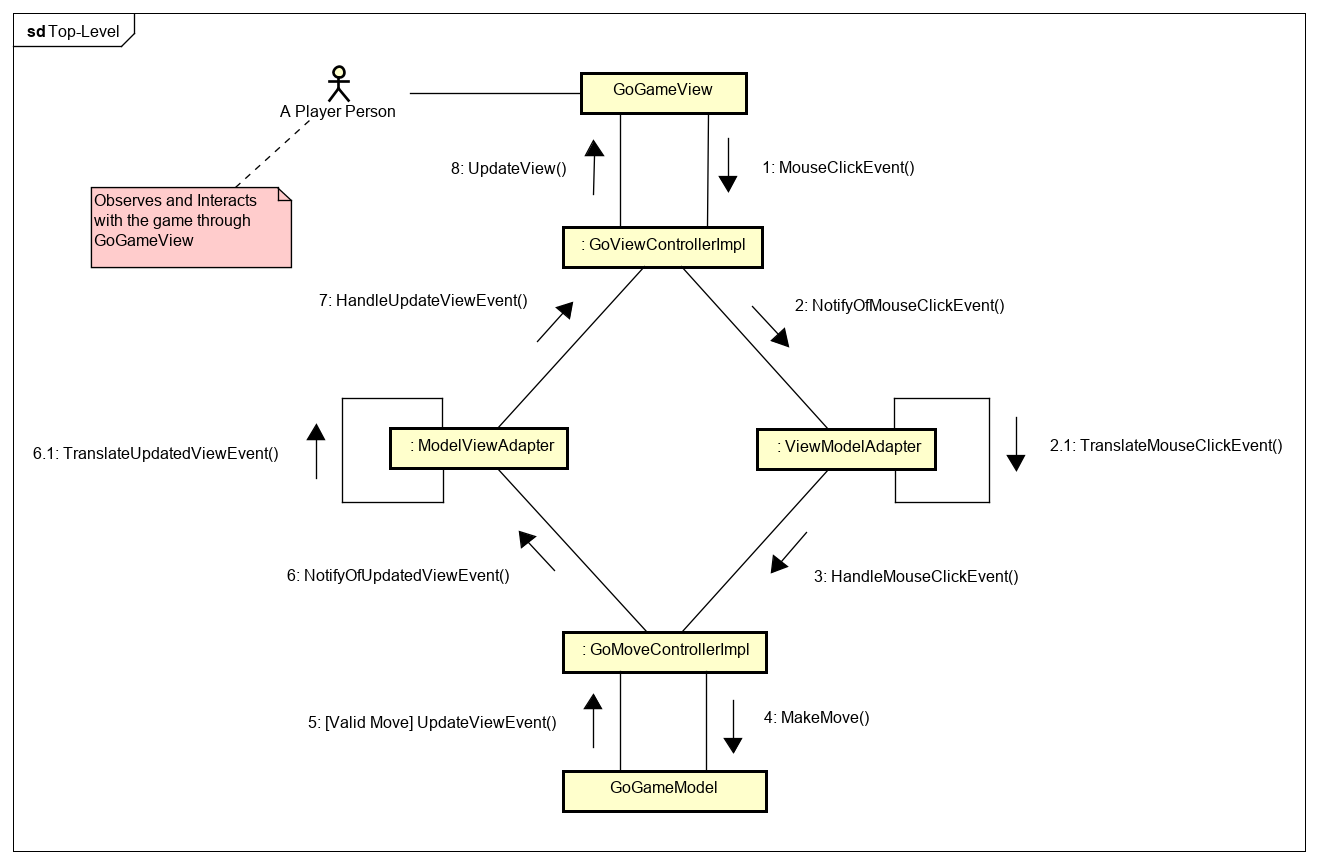 sd Top-Level
A Player Person
GoGameView
8: UpdateView()
1: MouseClickEvent()
Observes and Interacts
with the game through
GoGameView
: GoViewControllerImpl
7: HandleUpdateViewEvent()
2: NotifyOfMouseClickEvent()
6.1: TranslateUpdatedViewEvent()
: ModelViewAdapter
: ViewModelAdapter
2.1: TranslateMouseClickEvent()
6: NotifyOfUpdatedViewEvent()
3: HandleMouseClickEvent()
: GoMoveControllerImpl
5: [Valid Move] UpdateViewEvent()
4: MakeMove()
GoGameModel